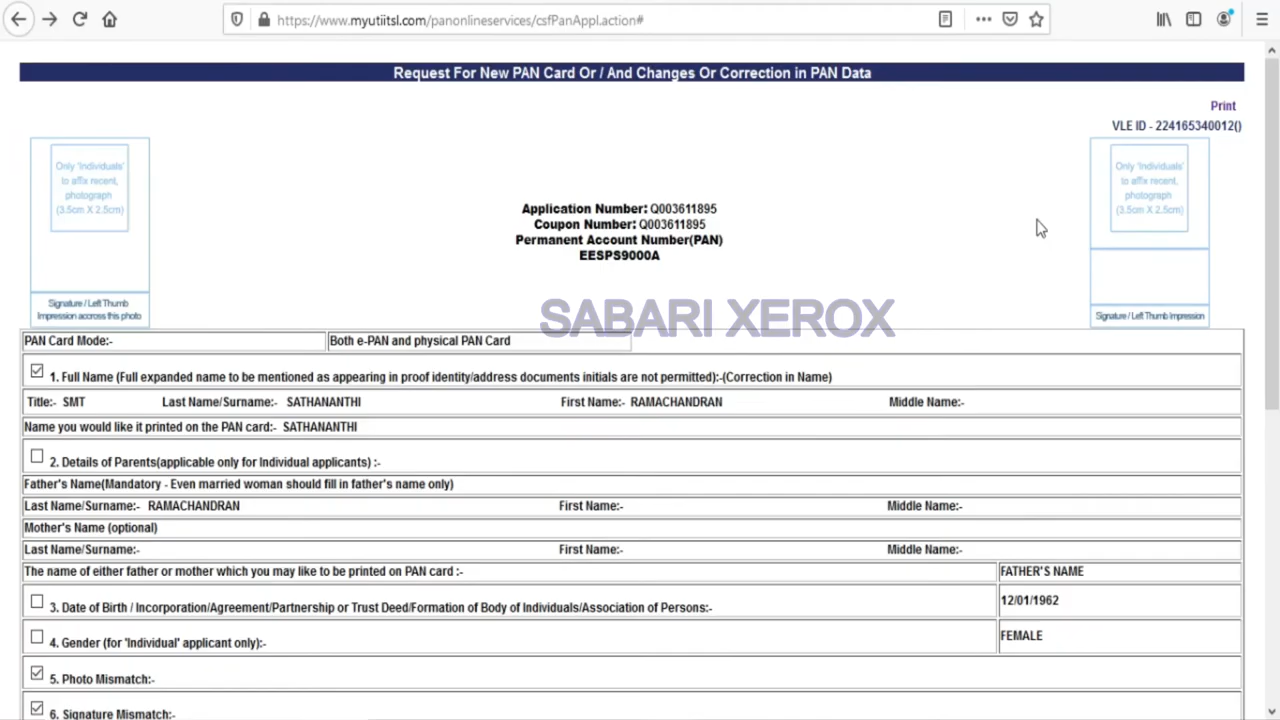 https://www.myutiitsl.com/panonlineservices/csfPanAppl.action#
Request For New PAN Card Or / And Changes Or Correction in PAN Data
Print
VLE ID - 224165340012()
Only 'Individuals'
to affix recent,
photograph
(3.5cm X 2.5cm)
Signature / Left Thumb
Impression accross this photo
Only 'Individuals'
to affix recent,
photograph
(3.5cm X 2.5cm)
Signature / Left Thumb Impression
Application Number: Q003611895
Coupon Number: Q003611895
Permanent Account Number(PAN)
EESPS9000A
SABARI XEROX
PAN Card Mode:- Both e-PAN and physical PAN Card
1. Full Name (Full expanded name to be mentioned as appearing in proof identity/address documents initials are not permitted):-(Correction in Name)
Title:- SMT Last Name/Surname:- SATHANANTHI First Name:- RAMACHANDRAN Middle Name:-
Name you would like it printed on the PAN card:- SATHANANTHI
2. Details of Parents(applicable only for Individual applicants) :-
Father's Name(Mandatory - Even married woman should fill in father's name only)
Last Name/Surname:- RAMACHANDRAN First Name:- Middle Name:-
Mother's Name (optional)
Last Name/Surname:- First Name:- Middle Name:-
The name of either father or mother which you may like to be printed on PAN card :- FATHER'S NAME
3. Date of Birth / Incorporation/Agreement/Partnership or Trust Deed/Formation of Body of Individuals/Association of Persons:- 12/01/1962
4. Gender (for 'Individual' applicant only):- FEMALE
5. Photo Mismatch:-
6. Signature Mismatch:-